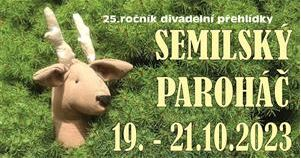 25.ročník divadelní přehlídky
SEMILSKÝ
PAROHÁČ
19. - 21.10.2023